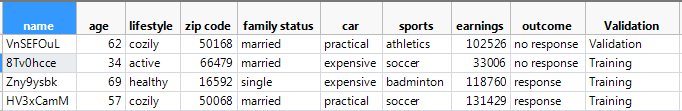 name age lifestyle zip code family status car sports earnings outcome Validation
VnSEFOuL 62 cozily 50168 married practical athletics 102526 no response Validation
8Tv0hcce 34 active 66479 married expensive soccer 33006 no response Training
Zny9ysbk 69 healthy 16592 single expensive badminton 118760 response Training
HV3xCamM 57 cozily 50068 married practical soccer 131429 response Training